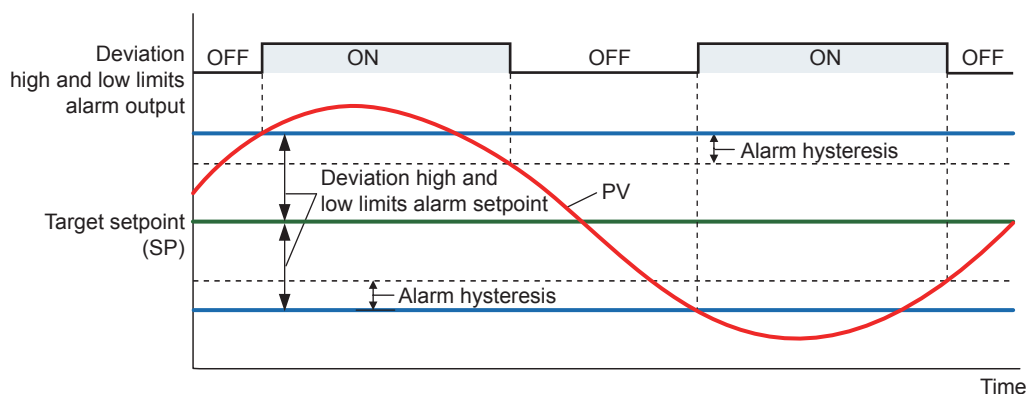 Deviation
high and low limits
alarm output
OFF
ON
OFF
ON
OFF
Alarm hysteresis
Deviation high and
low limits alarm setpoint
PV
Target setpoint
(SP)
Alarm hysteresis
Time